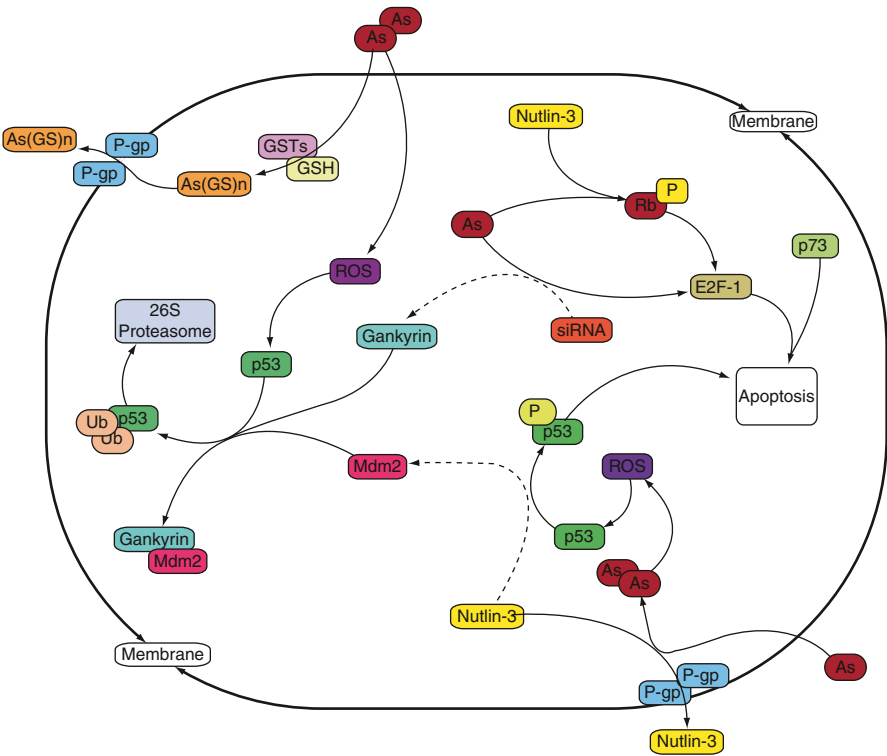 As
As
Nutlin-3
Membrane
As(GS)n
P-gp
P-gp
As(GS)n
GSTs
GSH
P
Rb
As
p73
ROS
E2F-1
26S
Proteasome
Gankyrin
siRNA
p53
Apoptosis
Ub
p53
Ub
P
p53
Mdm2
ROS
Gankyrin
Mdm2
p53
As
As
Nutlin-3
Membrane
As
P-gp
P-gp
Nutlin-3